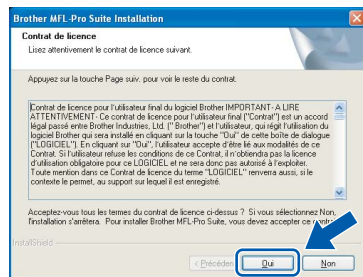 Brother MFL-Pro Suite Installation
Contrat de licence
Lisez attentivement le contrat de licence suivant.
Appuyez sur la touche Page suiv. pour voir le reste du contrat.
Contrat de licence pour l'utilisateur final du logiciel Brother IMPORTANT - A LIRE
ATTENTIVEMENT - Ce contrat de licence pour l'utilisateur final ("Contrat") est un accord
légal passé entre Brother Industries, Ltd. (" Brother") et l'utilisateur, qui régit l'utilisation du
logiciel Brother qui sera installé en cliquant sur la touche "Oui" de cette boîte de dialogue
("LOGICIEL"). En cliquant sur "Oui", l'utilisateur accepte d'être lié aux modalités de ce
Contrat. Si l'utilisateur refuse les conditions de ce Contrat, il n'obtiendra pas la licence
d'utilisation obligatoire pour ce LOGICIEL et ne sera donc pas autorisé à l'exploiter.
Toute mention dans ce Contrat de licence du terme "LOGICIEL" renverra aussi, si le
contexte le permet, au support sur lequel il est enregistré.
Acceptez-vous tous les termes du contrat de licence ci-dessus ? Si vous sélectionnez Non,
l'installation s'arrêtera. Pour installer Brother MFL-Pro Suite, vous devez accepter ce
InstallShield
< Précéden
Oui
Non